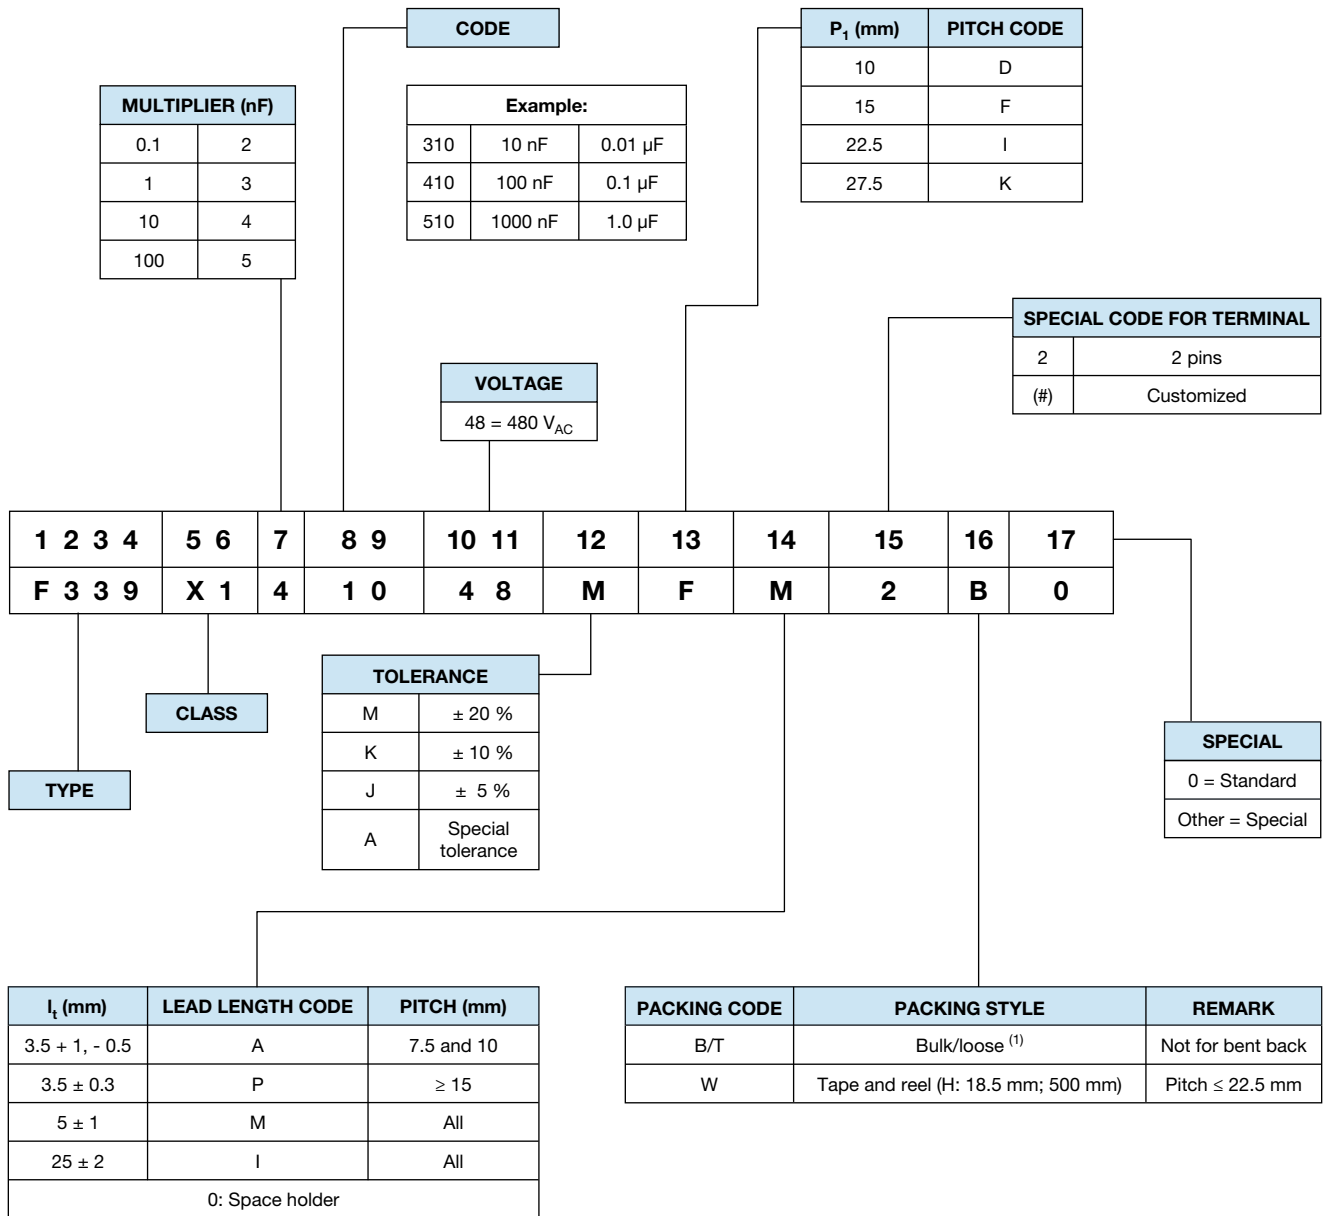 CODE
P1 (mm) PITCH CODE
10 D
15 F
22.5 I
27.5 K
MULTIPLIER (nF)
0.1 2
1 3
10 4
100 5
Example:
310 10 nF 0.01 µF
410 100 nF 0.1 µF
510 1000 nF 1.0 µF
SPECIAL CODE FOR TERMINAL
2 2 pins
(#) Customized
VOLTAGE
48 = 480 VAC
1 2 3 4 5 6 7 8 9 10 11 12 13 14 15 16 17
F 3 3 9 X 1 4 1 0 4 8 M F M 2 B 0
TYPE
CLASS
TOLERANCE
M ± 20 %
K ± 10 %
J ± 5 %
A Special
tolerance
SPECIAL
0 = Standard
Other = Special
lt (mm) LEAD LENGTH CODE PITCH (mm)
3.5 + 1, - 0.5 A 7.5 and 10
3.5 ± 0.3 P ≥ 15
5 ± 1 M All
25 ± 2 I All
0: Space holder
PACKING CODE PACKING STYLE REMARK
B/T Bulk/loose (1) Not for bent back
W Tape and reel (H: 18.5 mm; 500 mm) Pitch ≤ 22.5 mm